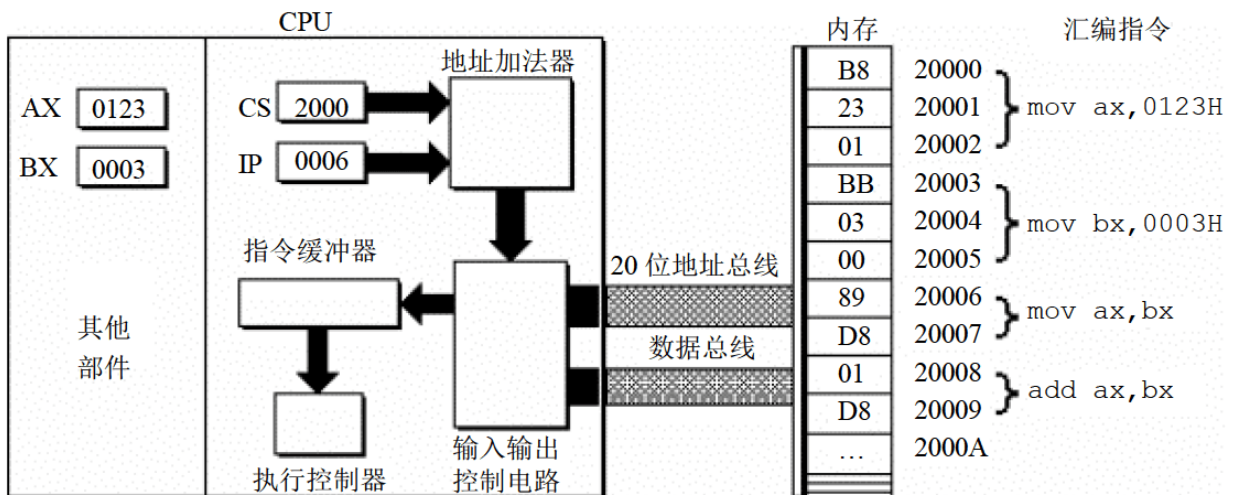 CPU
内存
汇编指令
地址加法器
AX 0123
CS 2000
BX 0003
IP 0006
指令缓冲器
20 位地址总线
数据总线
其他
部件
输入输出
控制电路
执行控制器
B8 20000
23 20001 mov ax,0123H
01 20002
BB 20003
03 20004 mov bx,0003H
00 20005
89 20006
mov ax,bx
D8 20007
01 20008
add ax,bx
D8 20009
… 2000A